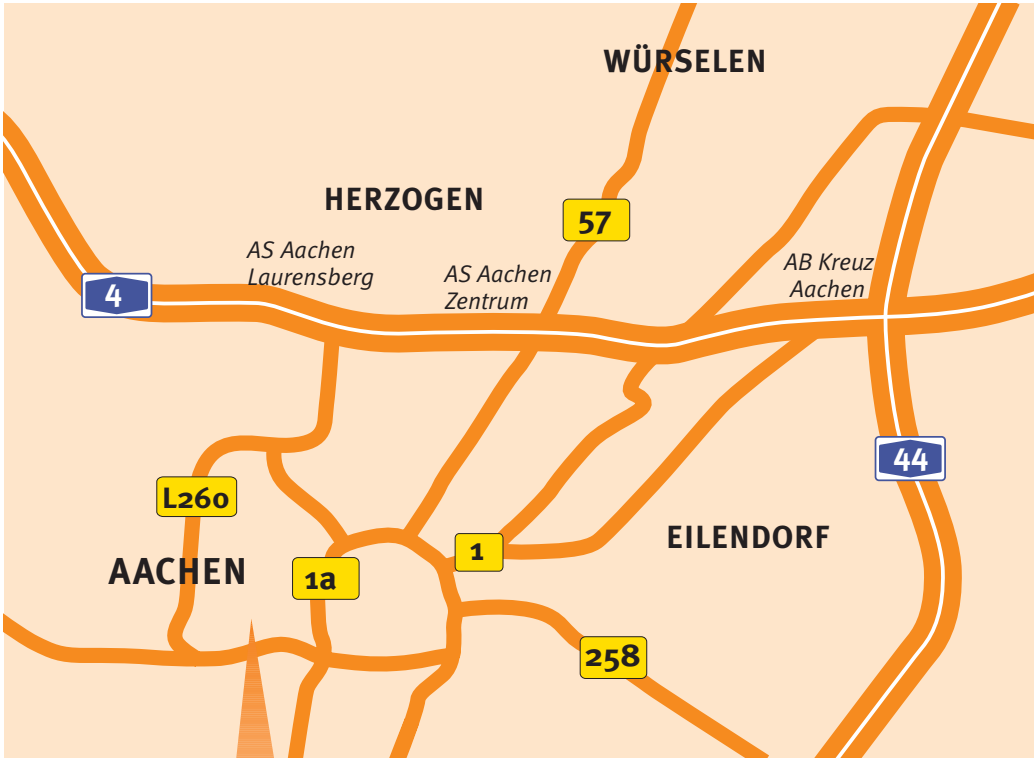 WÜRSELEN
HERZOGEN
57
AS Aachen
Laurensberg
AS Aachen
Zentrum
AB Kreuz
Aachen
4
44
L260
EILENDORF
1
AACHEN
1a
258